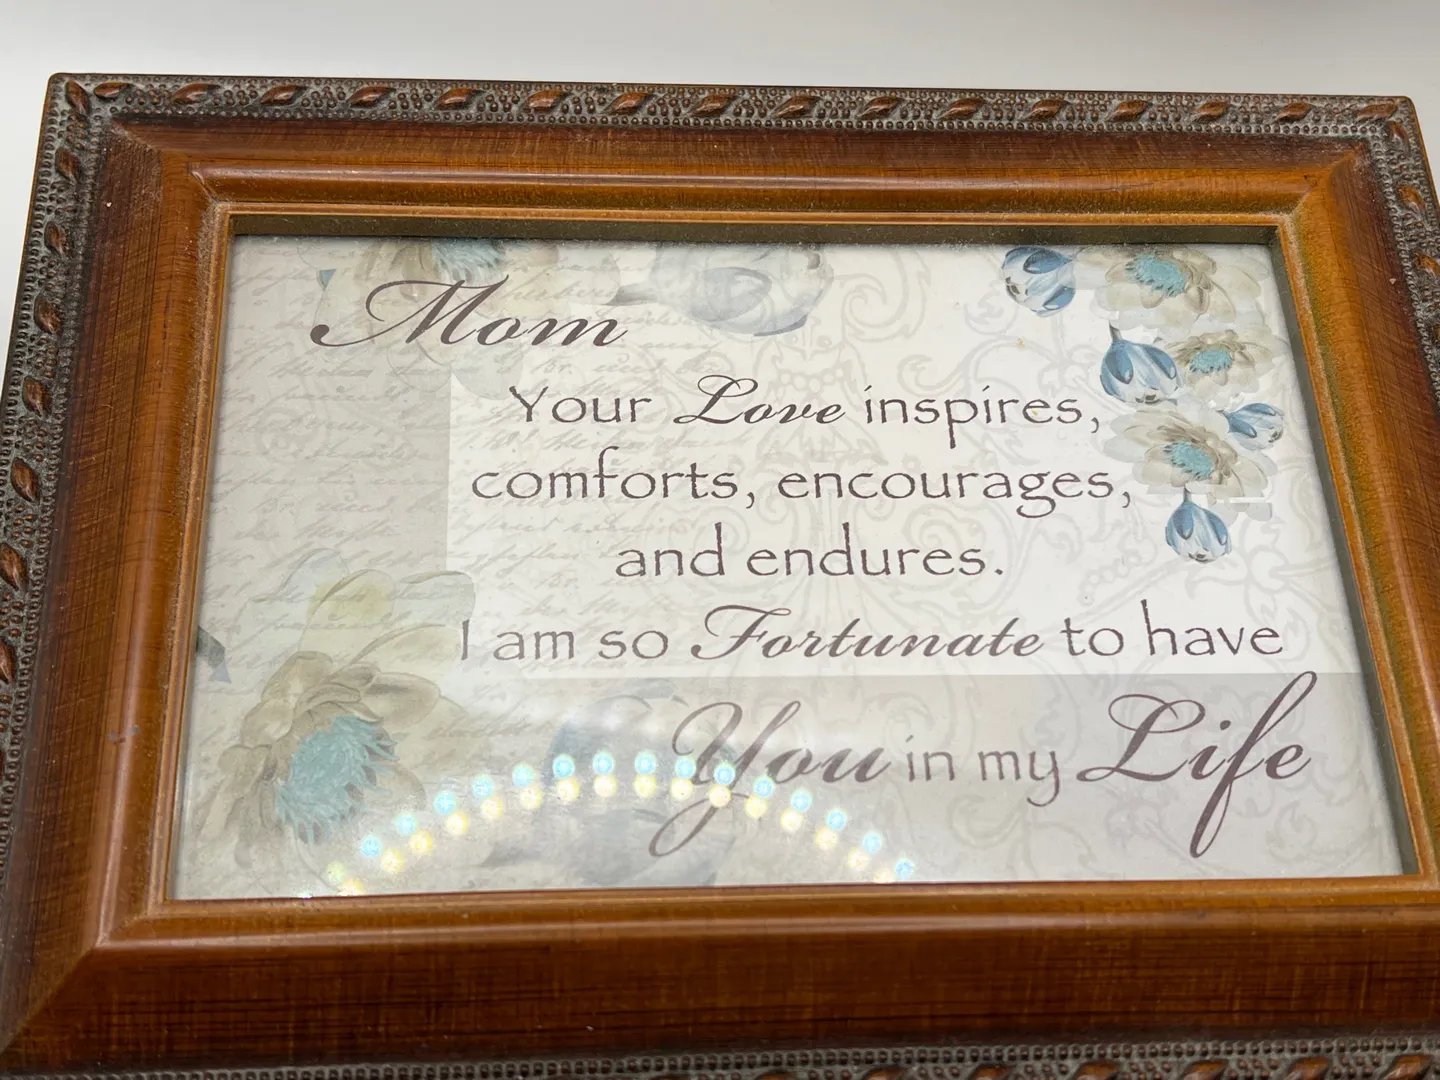 Mom
Your Love inspires,
comforts, encourages,
and endures.
I am so Fortunate to have
You in my Life